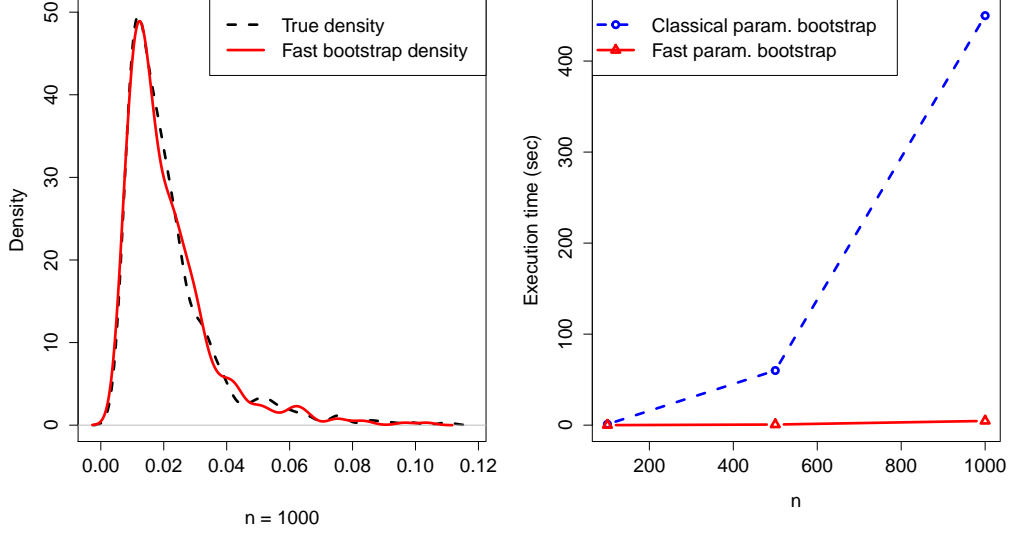 True density
Fast bootstrap density
Density
0
10
20
30
40
50
0.00 0.02 0.04 0.06 0.08 0.10 0.12
n = 1000
Classical param. bootstrap
Fast param. bootstrap
Execution time (sec)
0
100
200
300
400
200 400 600 800 1000
n